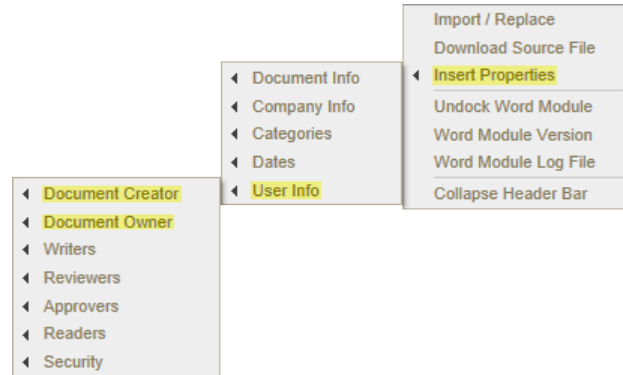 Import / Replace
Download Source File
Insert Properties
Undock Word Module
Word Module Version
Word Module Log File
Collapse Header Bar
Document Info
Company Info
Categories
Dates
User Info
Document Creator
Document Owner
Writers
Reviewers
Approvers
Readers
Security